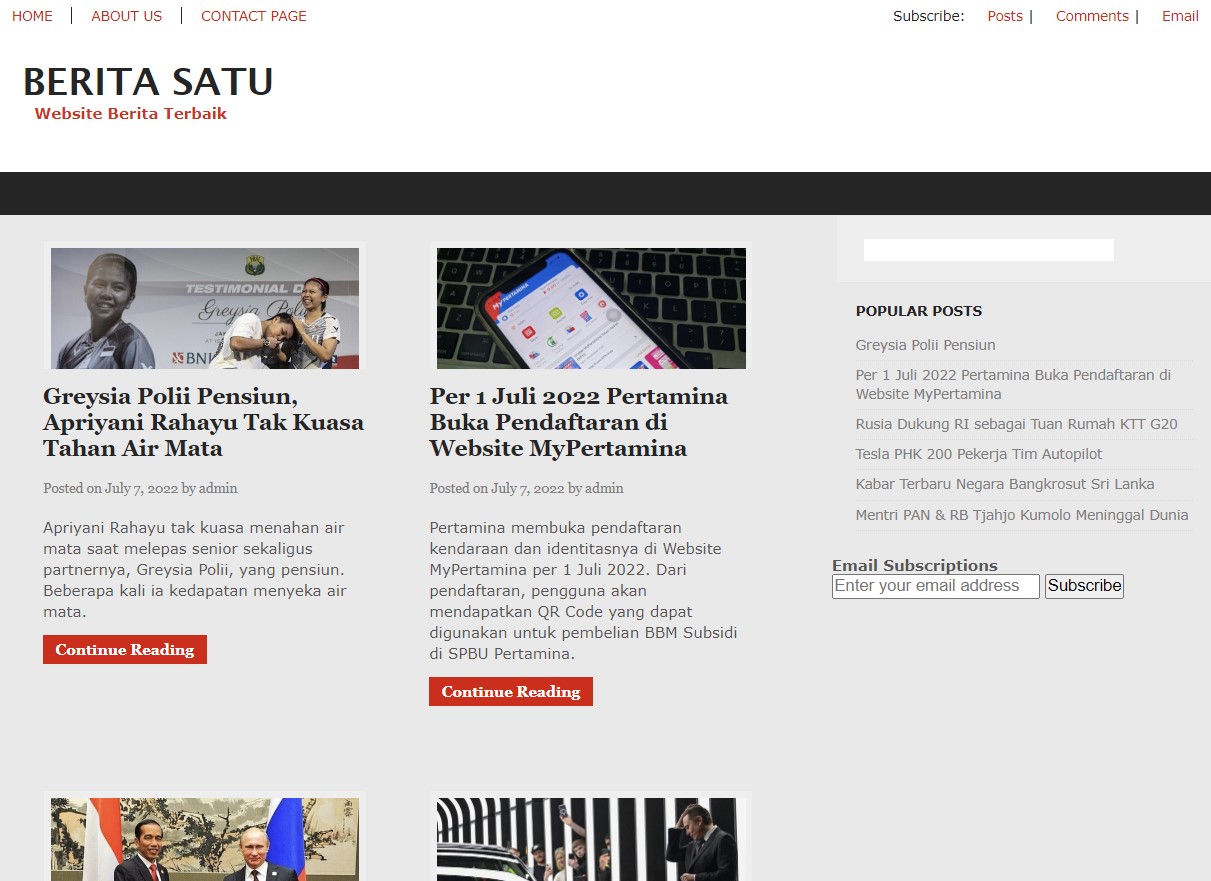 HOME
ABOUT US
CONTACT PAGE
Subscribe: Posts | Comments | Email
BERITA SATU
Website Berita Terbaik
TESTIMONIAL D
Greysia Polii
BNI
Greysia Polii Pensiun,
Apriyani Rahayu Tak Kuasa
Tahan Air Mata
Posted on July 7, 2022 by admin
Apriyani Rahayu tak kuasa menahan air
mata saat melepas senior sekaligus
partnernya, Greysia Polii, yang pensiun.
Beberapa kali ia kedapatan menyeka air
mata.
Continue Reading
MYPERTAMINA
Per 1 Juli 2022 Pertamina
Buka Pendaftaran di
Website MyPertamina
Posted on July 7, 2022 by admin
Pertamina membuka pendaftaran
kendaraan dan identitasnya di Website
MyPertamina per 1 Juli 2022. Dari
pendaftaran, pengguna akan
mendapatkan QR Code yang dapat
digunakan untuk pembelian BBM Subsidi
di SPBU Pertamina.
Continue Reading
POPULAR POSTS
Greysia Polii Pensiun
Per 1 Juli 2022 Pertamina Buka Pendaftaran di
Website MyPertamina
Rusia Dukung RI sebagai Tuan Rumah KTT G20
Tesla PHK 200 Pekerja Tim Autopilot
Kabar Terbaru Negara Bangkrosut Sri Lanka
Mentri PAN & RB Tjahjo Kumolo Meninggal Dunia
Email Subscriptions
Enter your email address
Subscribe